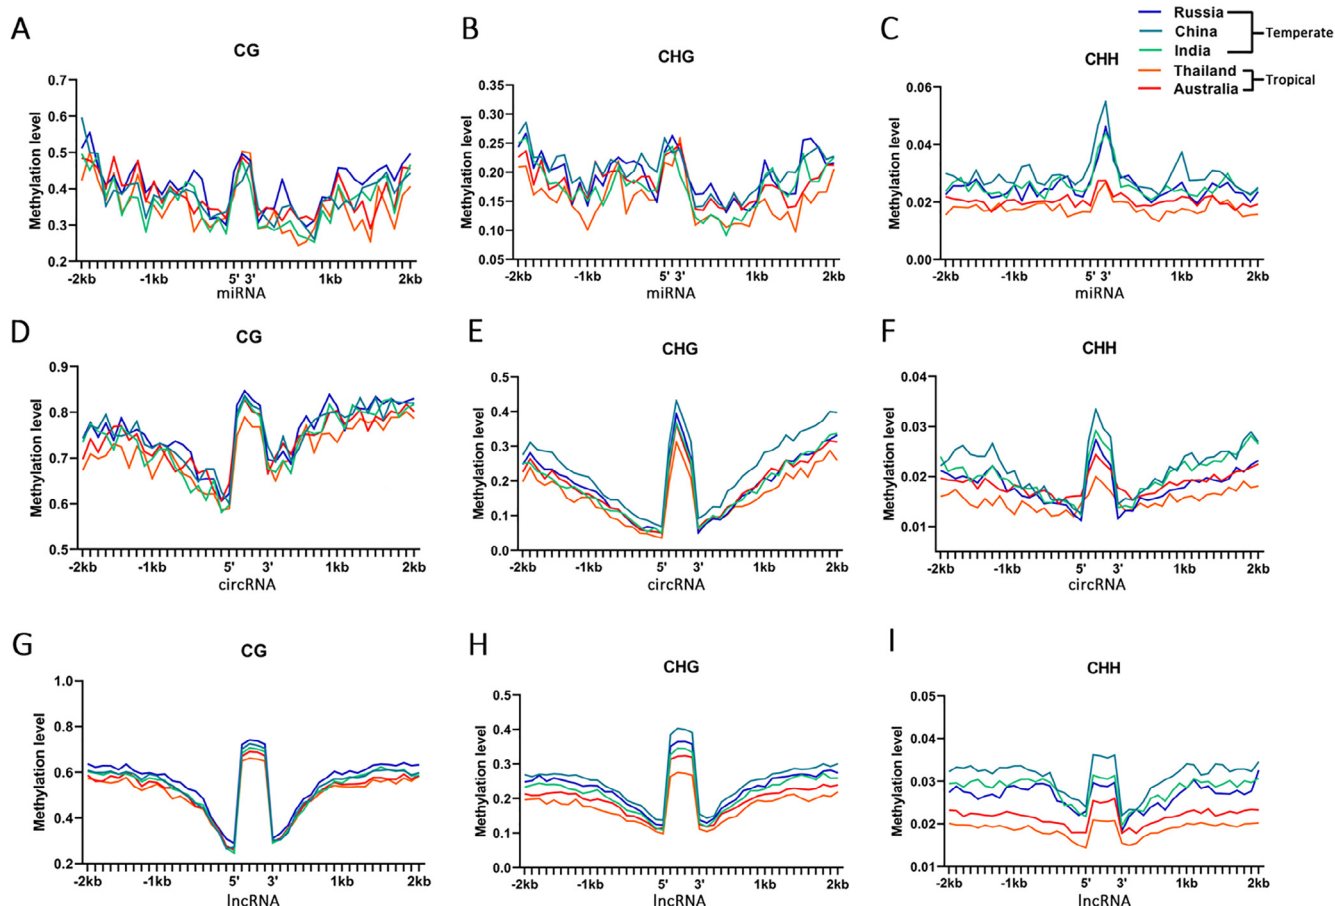 A
CG
Methylation level
0.7
0.6
0.5
0.4
0.3
0.2
-2kb -1kb 5' 3' 1kb 2kb
miRNA
B
CHG
Methylation level
0.35
0.30
0.25
0.20
0.15
0.10
0.05
-2kb -1kb 5' 3' 1kb 2kb
miRNA
C
CHH
Methylation level
0.06
0.04
0.02
0.00
-2kb -1kb 5' 3' 1kb 2kb
miRNA
Russia
China
India
Temperate
Thailand
Australia
Tropical
D
CG
Methylation level
0.9
0.8
0.7
0.6
0.5
-2kb -1kb 5' 3' 1kb 2kb
circRNA
E
CHG
Methylation level
0.5
0.4
0.3
0.2
0.1
0.0
-2kb -1kb 5' 3' 1kb 2kb
circRNA
F
CHH
Methylation level
0.04
0.03
0.02
0.01
-2kb -1kb 5' 3' 1kb 2kb
circRNA
G
CG
Methylation level
1.0
0.8
0.6
0.4
0.2
-2kb -1kb 5' 3' 1kb 2kb
lncRNA
H
CHG
Methylation level
0.5
0.4
0.3
0.2
0.1
0.0
-2kb -1kb 5' 3' 1kb 2kb
lncRNA
I
CHH
Methylation level
0.05
0.04
0.03
0.02
0.01
-2kb -1kb 5' 3' 1kb 2kb
lncRNA